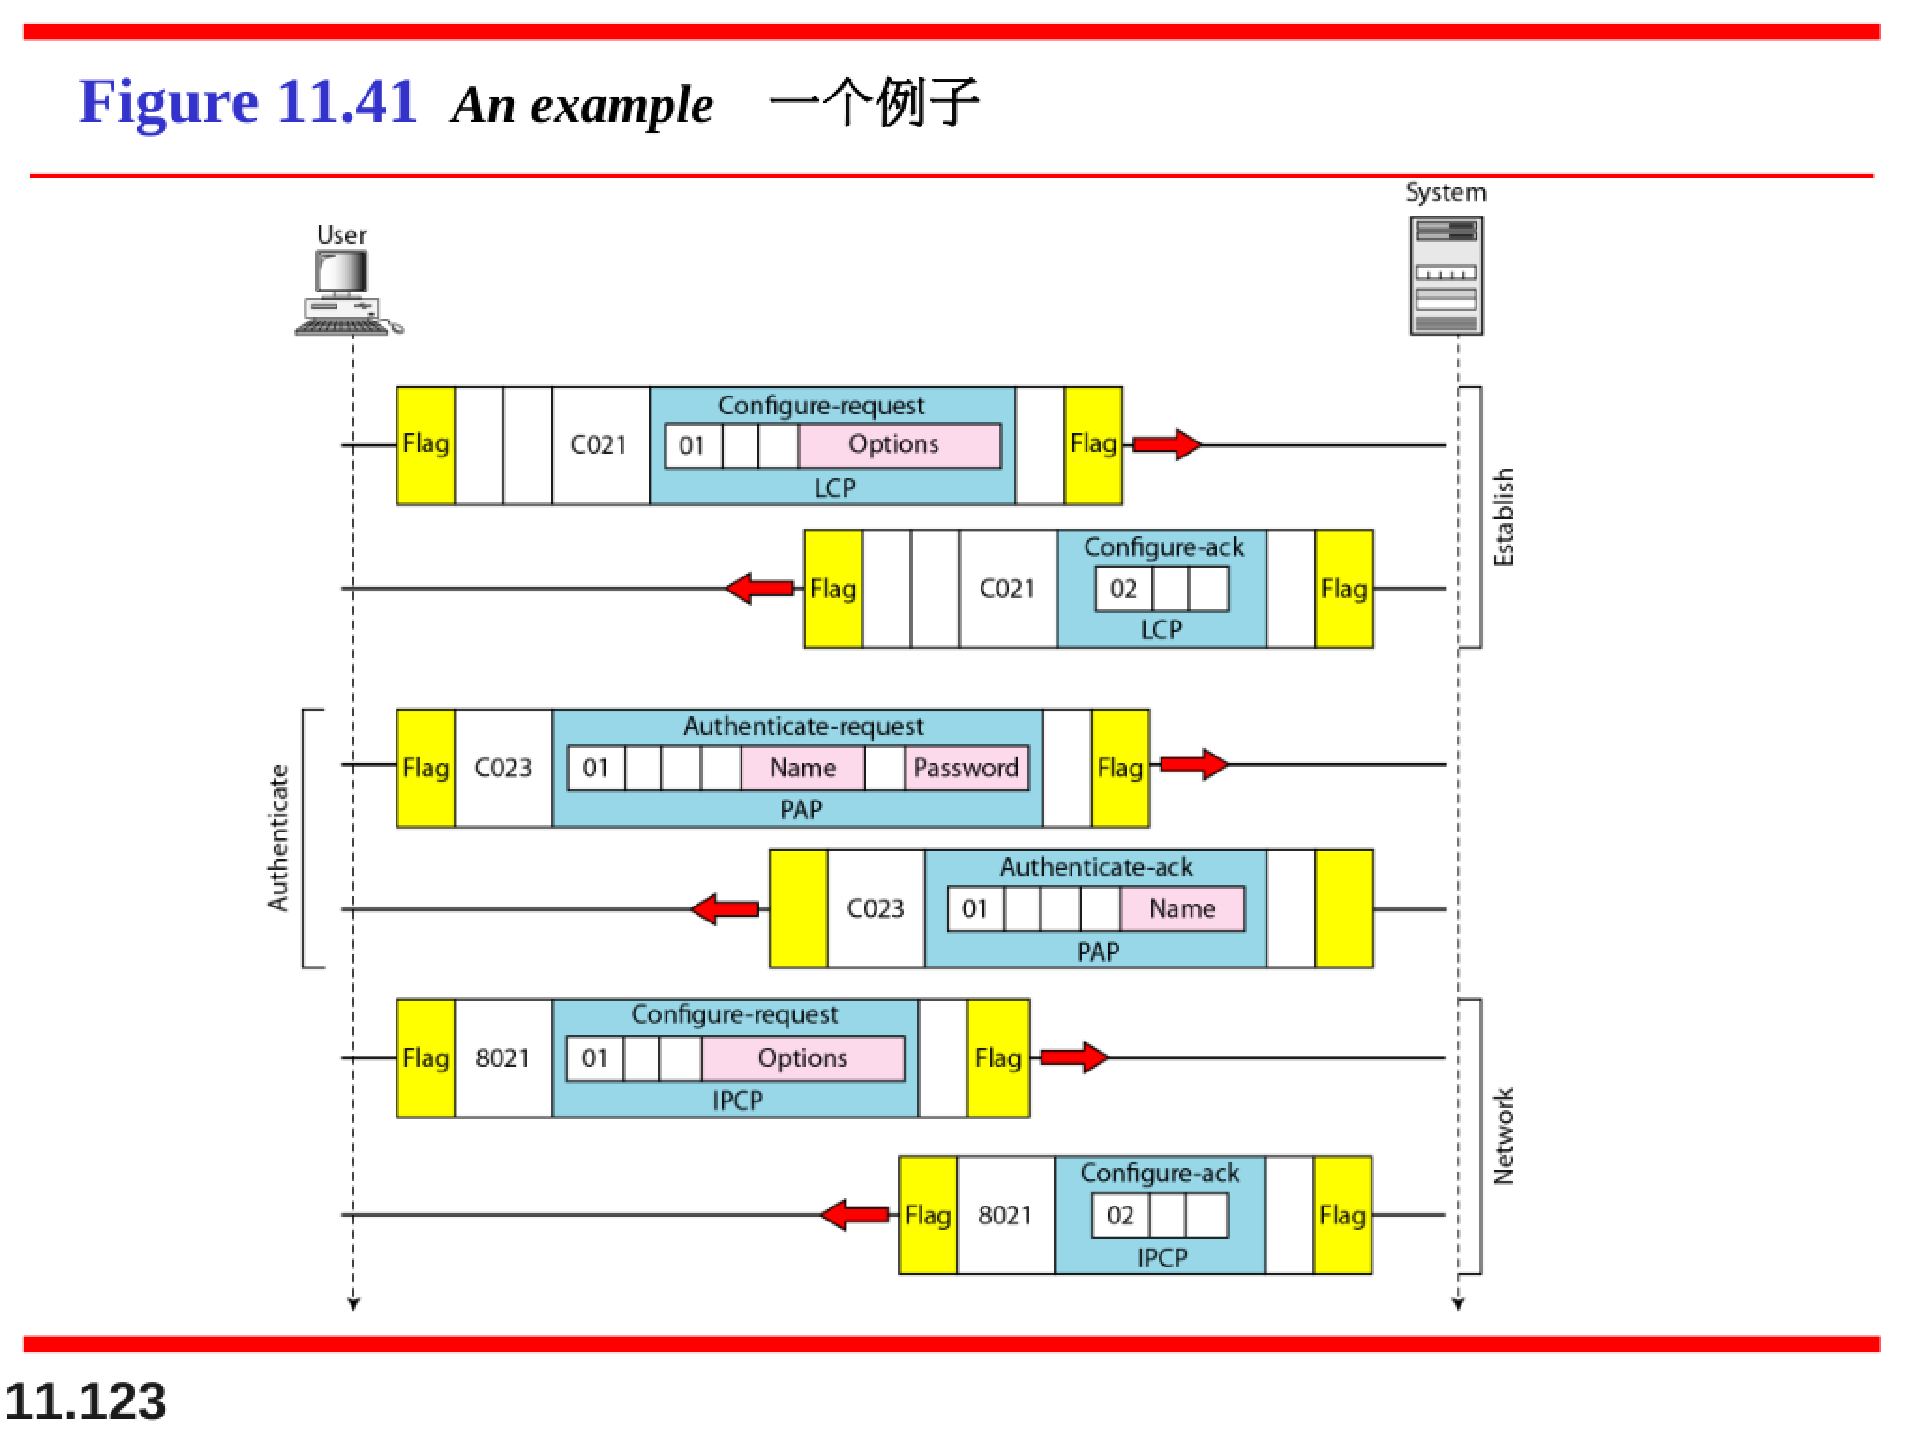 Figure 11.41 An example 一个例子
System
User
Configure-request
Flag C021 01 Options Flag
LCP
Establish
Configure-ack
Flag C021 02 Flag
LCP
Authenticate
Authenticate-request
Flag C023 01 Name Password Flag
PAP
Authenticate-ack
C023 01 Name
PAP
Configure-request
Flag 8021 01 Options Flag
IPCP
Network
Configure-ack
Flag 8021 02 Flag
IPCP
11.123